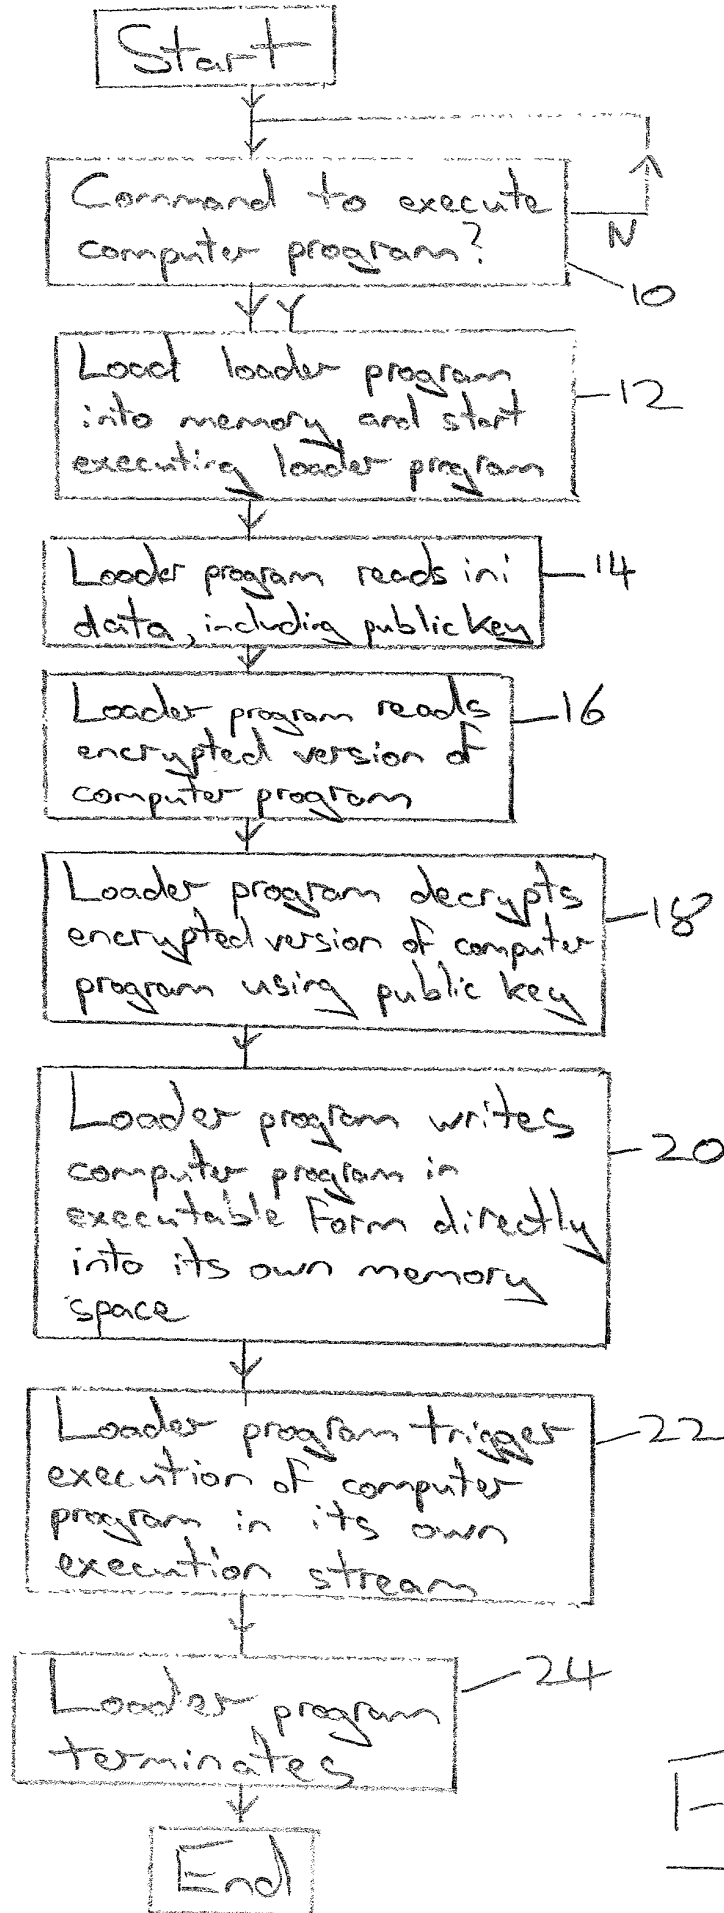 Start
Command to execute
computer program?
N
10
Y
Load loader program
into memory and start
executing loader program
12
Loader program reads ini
data, including public key
14
Loader program reads
encrypted version of
computer program
16
Loader program decrypts
encrypted version of computer
program using public key
18
Loader program writes
computer program in
executable form directly
into its own memory
space
20
Loader program trigger
execution of computer
program in its own
execution stream
22
Loader program
terminates
24
End